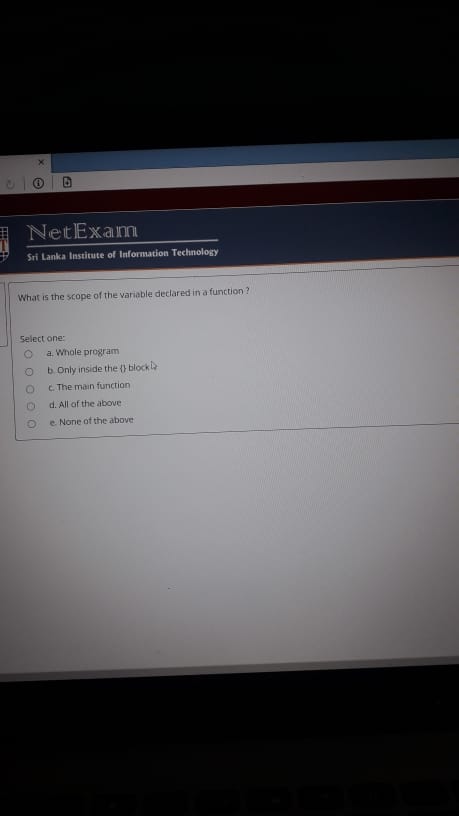 NetExam
Sri Lanka Institute of Information Technology
What is the scope of the variable declared in a function ?
Select one:
a. Whole program
b. Only inside the {} block
c. The main function
d. All of the above
e. None of the above